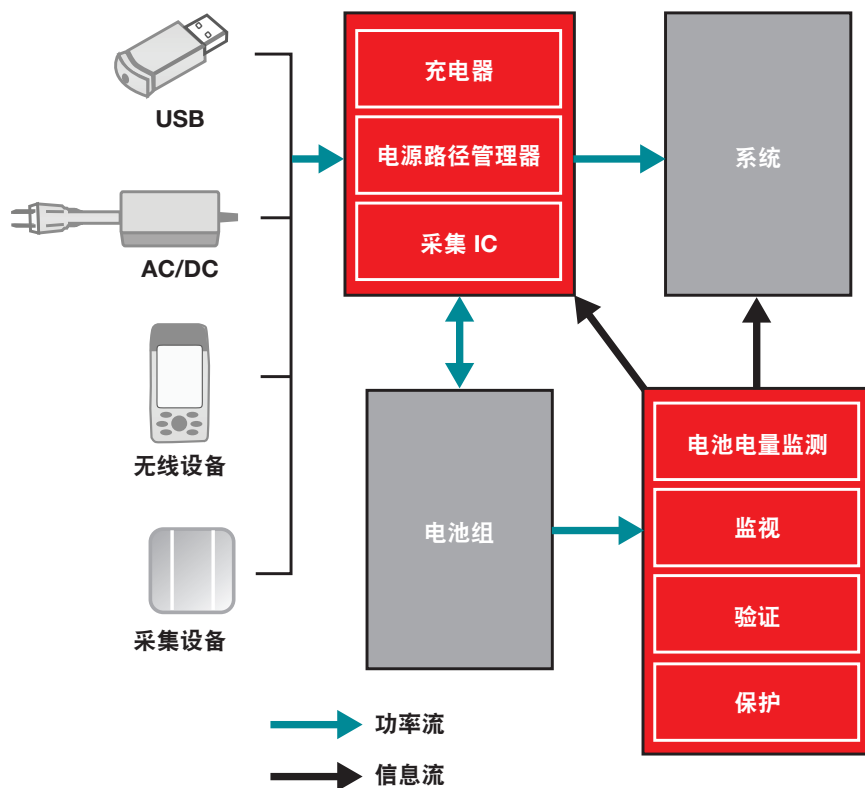 USB
AC/DC
无线设备
采集设备
充电器
电源路径管理器
采集 IC
系统
电池组
电池电量监测
监视
验证
保护
功率流
信息流